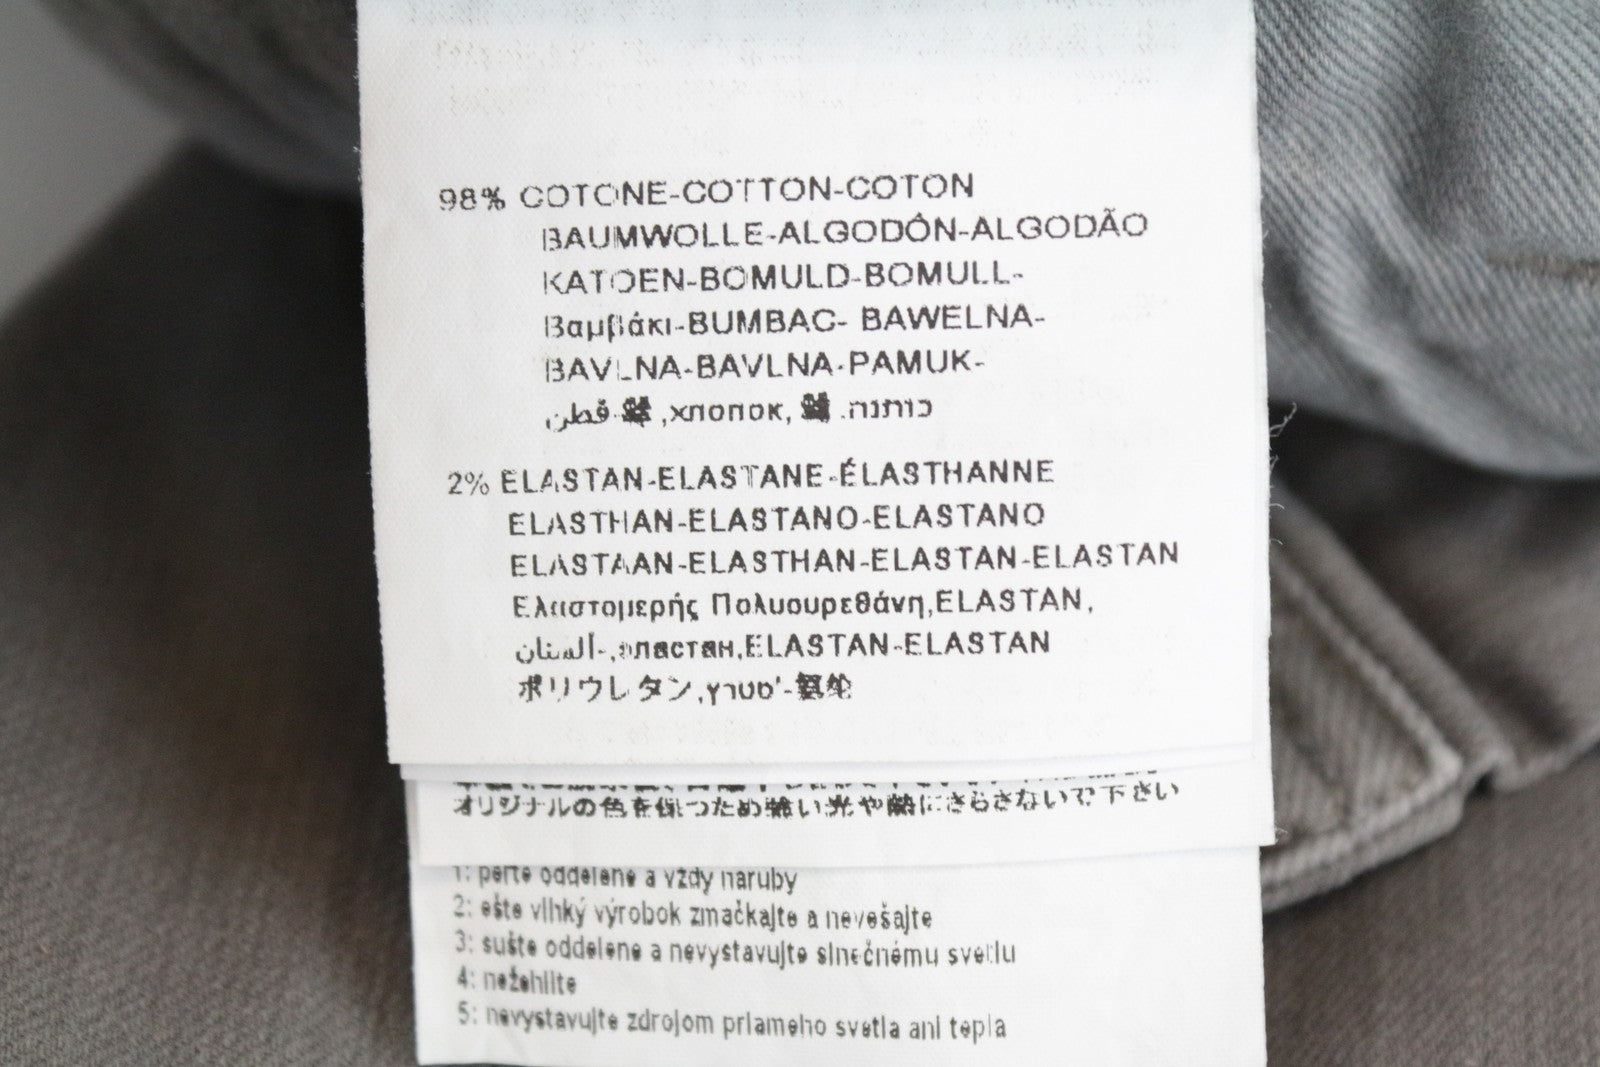 98% COTONE-COTTON-COTON
BAUMWOLLE-ALGODÓN-ALGODÃO
KATOEN-BOMULD-BOMULL-
Βαμβάκι-BUMBAC- BAWELNA-
BAVLNA-BAVLNA-PAMUK-
قطن ,хлопок, כותנה.
2% ELASTAN-ELASTANE-ÉLASTHANNE
ELASTHAN-ELASTANO-ELASTANO
ELASTAAN-ELASTHAN-ELASTAN-ELASTAN
Ελαστομερής Πολυουρεθάνη,ELASTAN,
эластан,ELASTAN-ELASTAN
ポリウレタン,
オリジナルの色を保つため強い光や熱にさらさないで下さい
1: perte oddelene a vždy naruby
2: ešte vlhký výrobok zmačkajte a nevešajte
3: sušte oddelene a nevystavujte slnečnému svetlu
4: nežehlite
5: nevystavujte zdrojom priameho svetla ani tepla